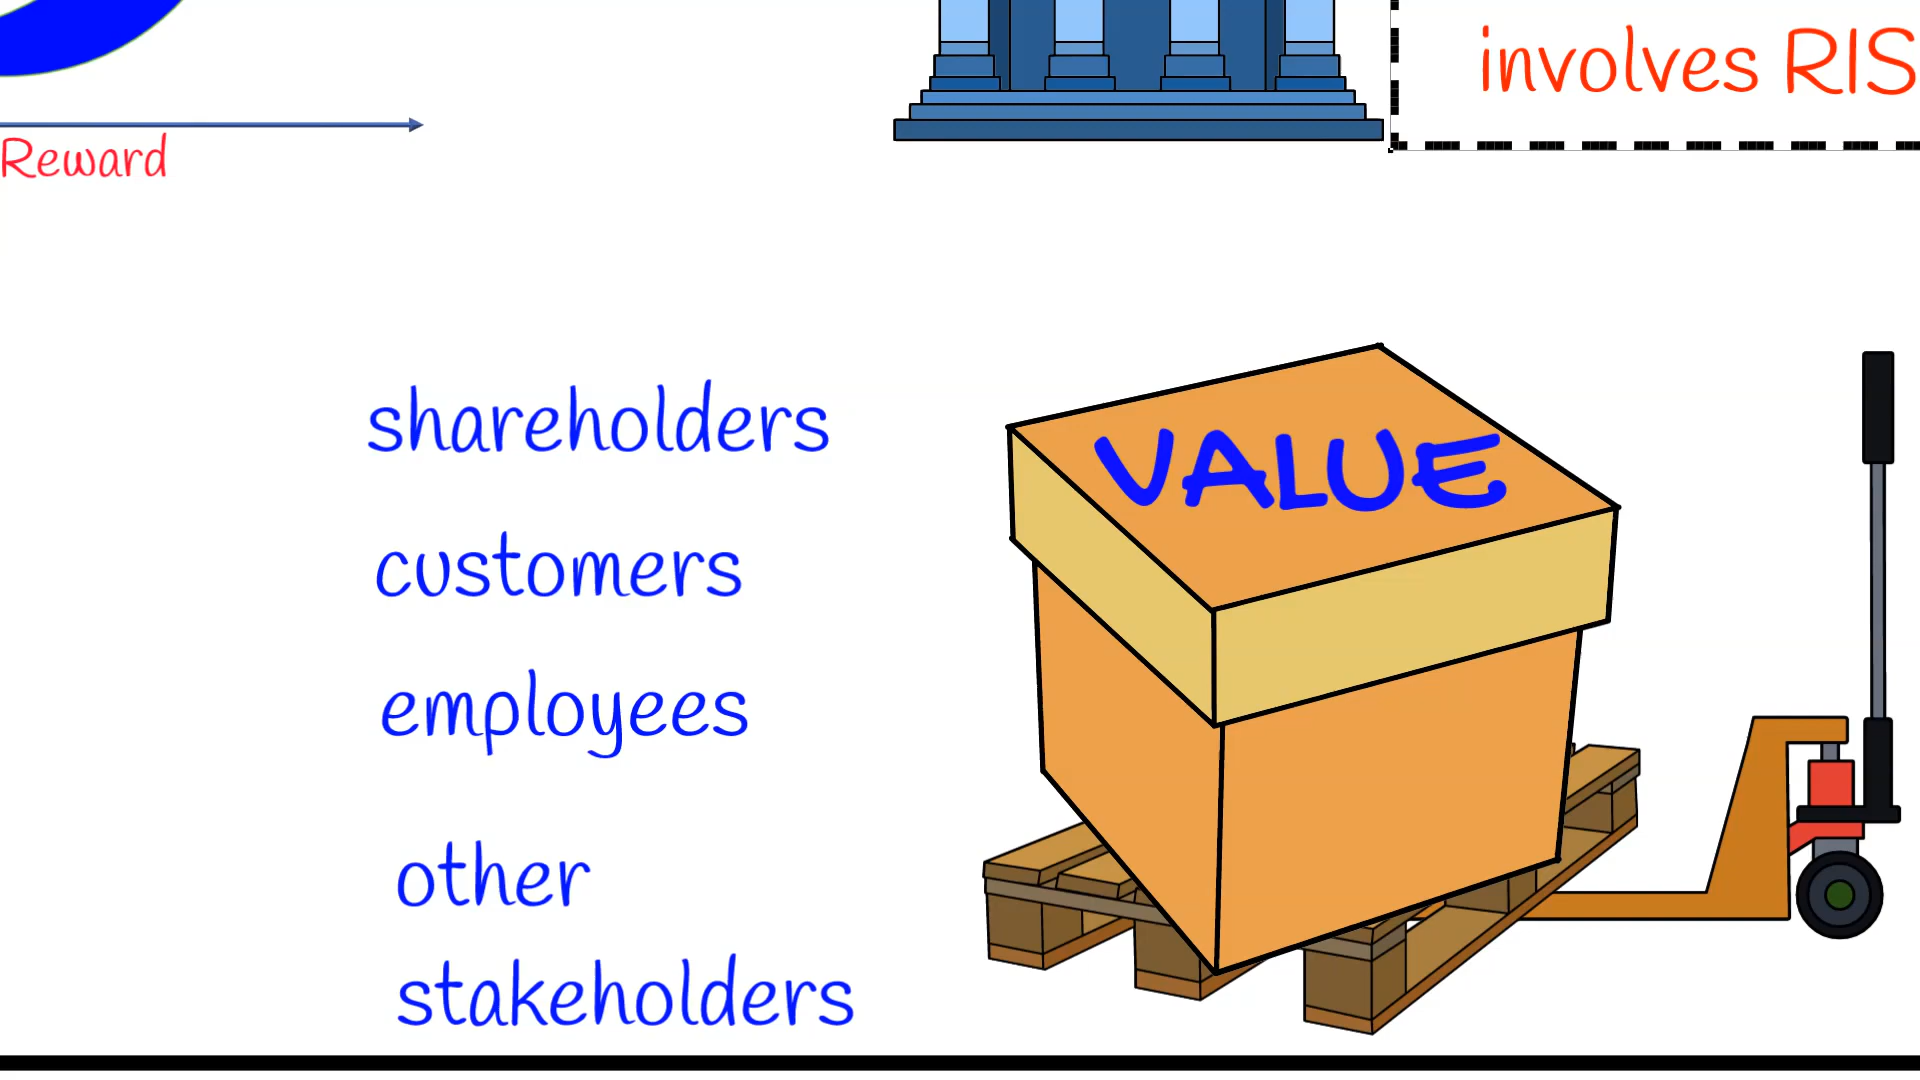 involves RIS
Reward
shareholders
customers
employees
other
stakeholders
VALUE